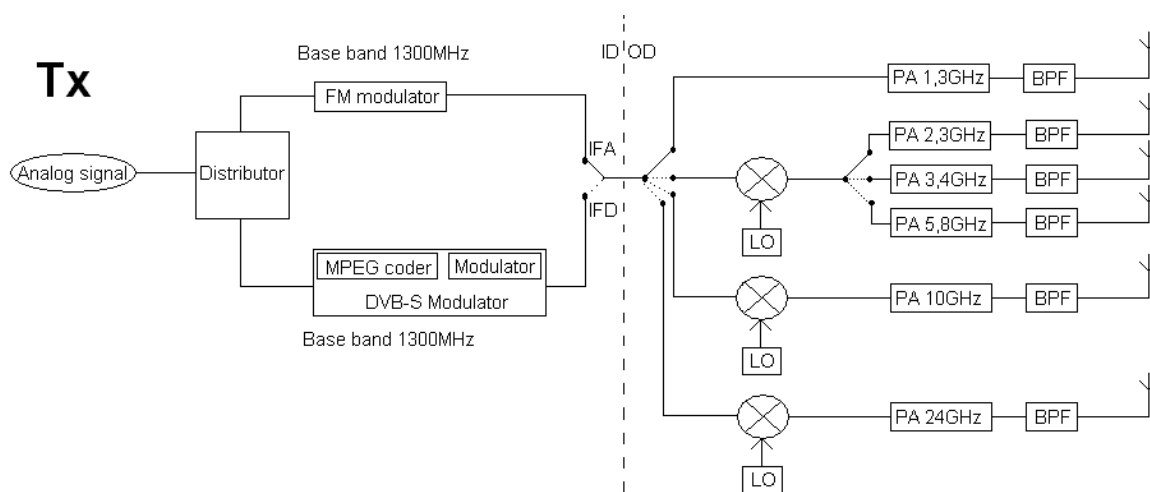 Tx
Base band 1300MHz
ID OD
FM modulator
PA 1,3GHz
BPF
Analog signal
Distributor
IFA
IFD
PA 2,3GHz
BPF
PA 3,4GHz
BPF
PA 5,8GHz
BPF
LO
MPEG coder
Modulator
DVB-S Modulator
Base band 1300MHz
PA 10GHz
BPF
LO
PA 24GHz
BPF
LO